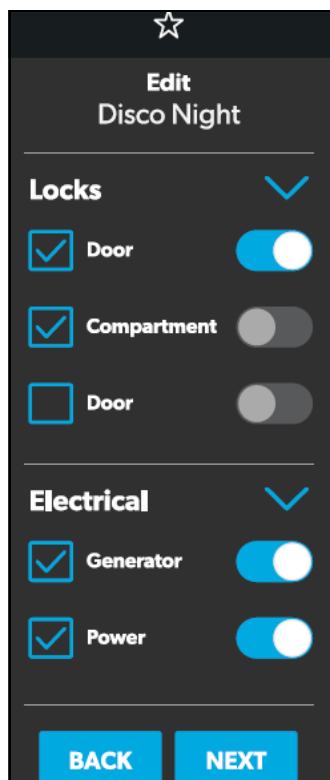 Edit
Disco Night
Locks
Door
Compartment
Door
Electrical
Generator
Power
BACK NEXT